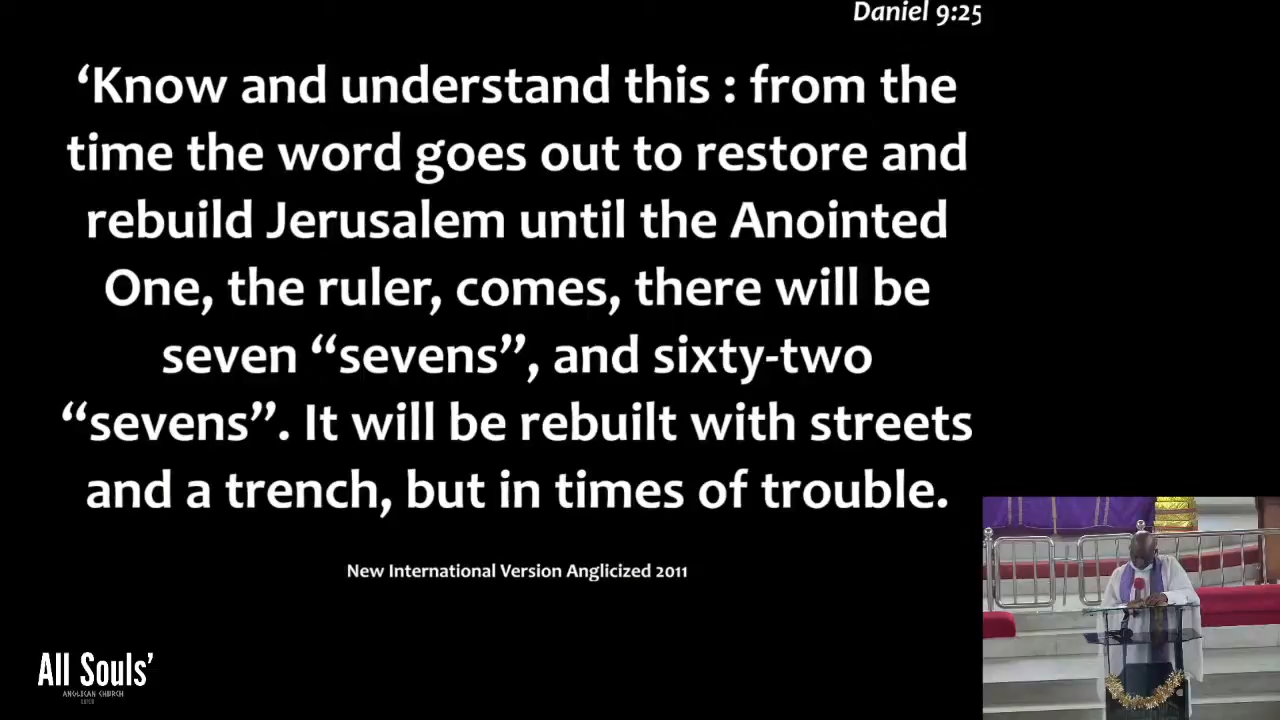 Daniel 9:25
‘Know and understand this : from the
time the word goes out to restore and
rebuild Jerusalem until the Anointed
One, the ruler, comes, there will be
seven “sevens”, and sixty-two
“sevens”. It will be rebuilt with streets
and a trench, but in times of trouble.
New International Version Anglicized 2011
All Souls’
ANGLICAN CHURCH